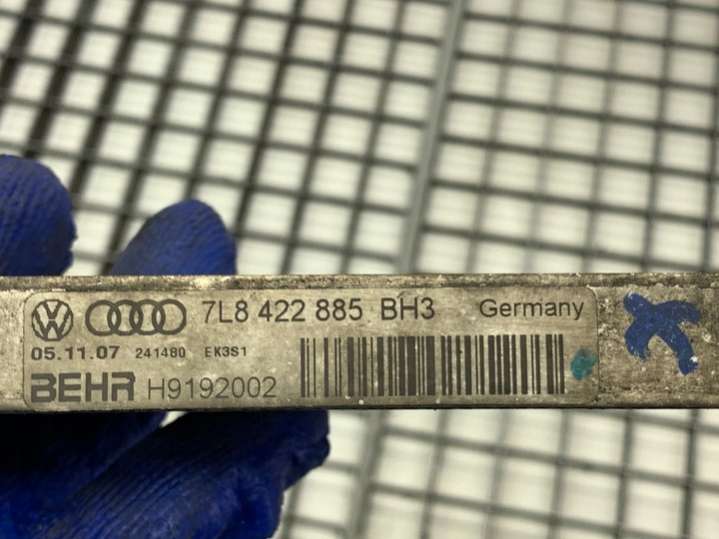 7L8 422 885 BH3 Germany
05.11.07 241480 EK3S1
BEHR H9192002